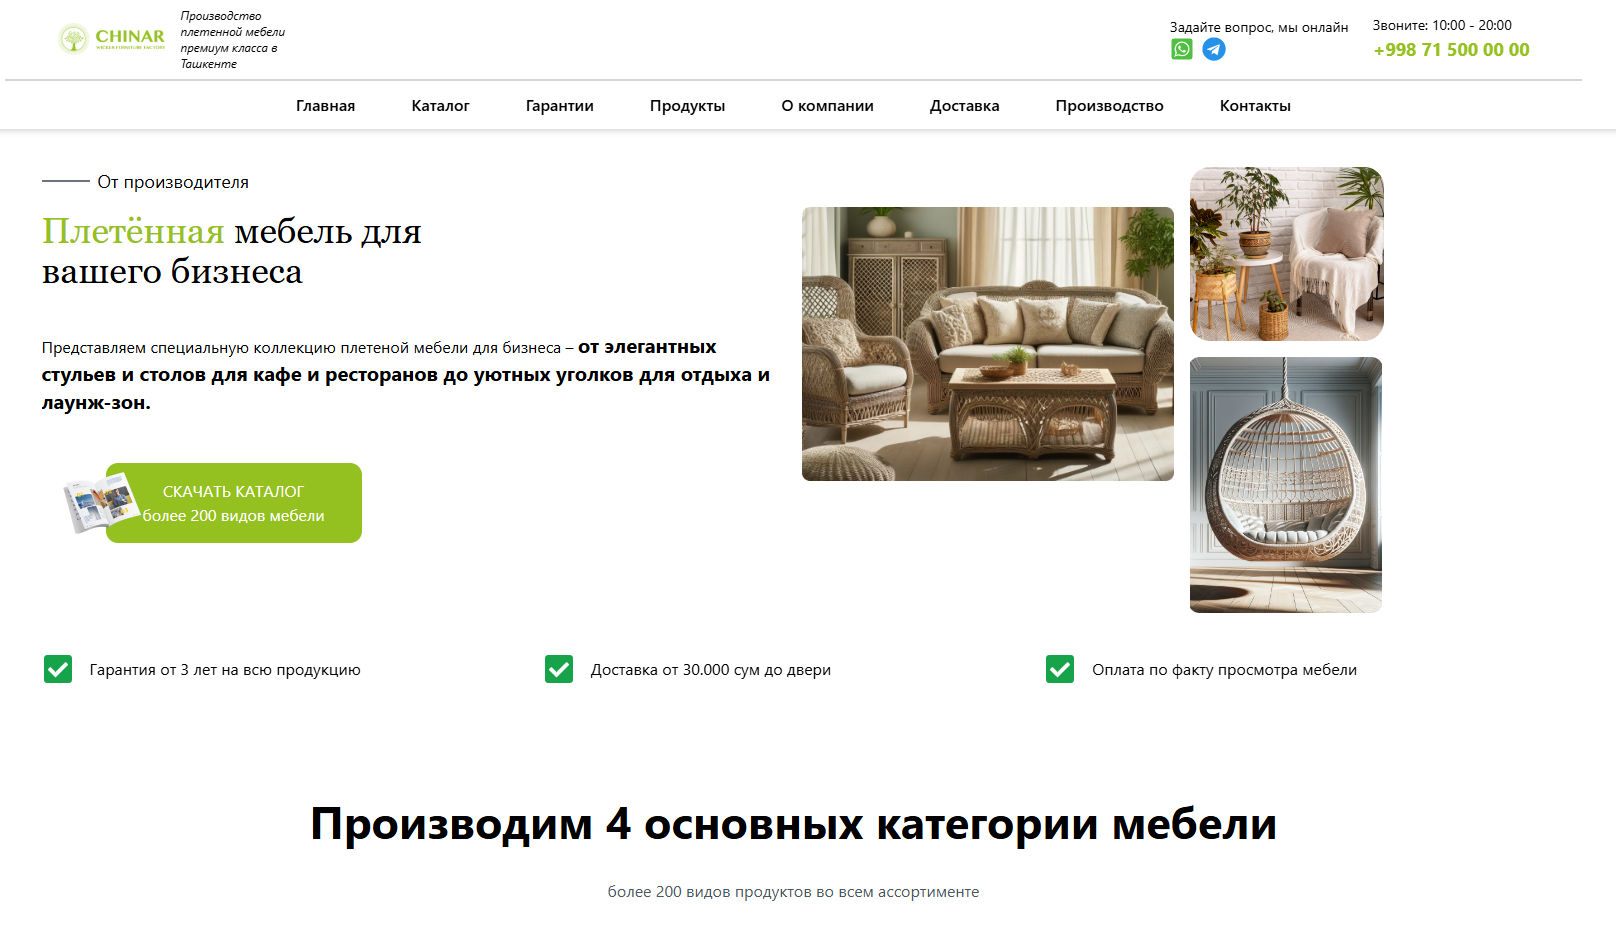 CHINAR
WICKER FURNITURE FACTORY
Производство
плетенной мебели
премиум класса в
Ташкенте
Задайте вопрос, мы онлайн
Звоните: 10:00 - 20:00
+998 71 500 00 00
Главная
Каталог
Гарантии
Продукты
О компании
Доставка
Производство
Контакты
От производителя
Плетённая мебель для
вашего бизнеса
Представляем специальную коллекцию плетеной мебели для бизнеса – от элегантных
стульев и столов для кафе и ресторанов до уютных уголков для отдыха и
лаунж-зон.
СКАЧАТЬ КАТАЛОГ
более 200 видов мебели
Гарантия от 3 лет на всю продукцию
Доставка от 30.000 сум до двери
Оплата по факту просмотра мебели
Производим 4 основных категории мебели
более 200 видов продуктов во всем ассортименте